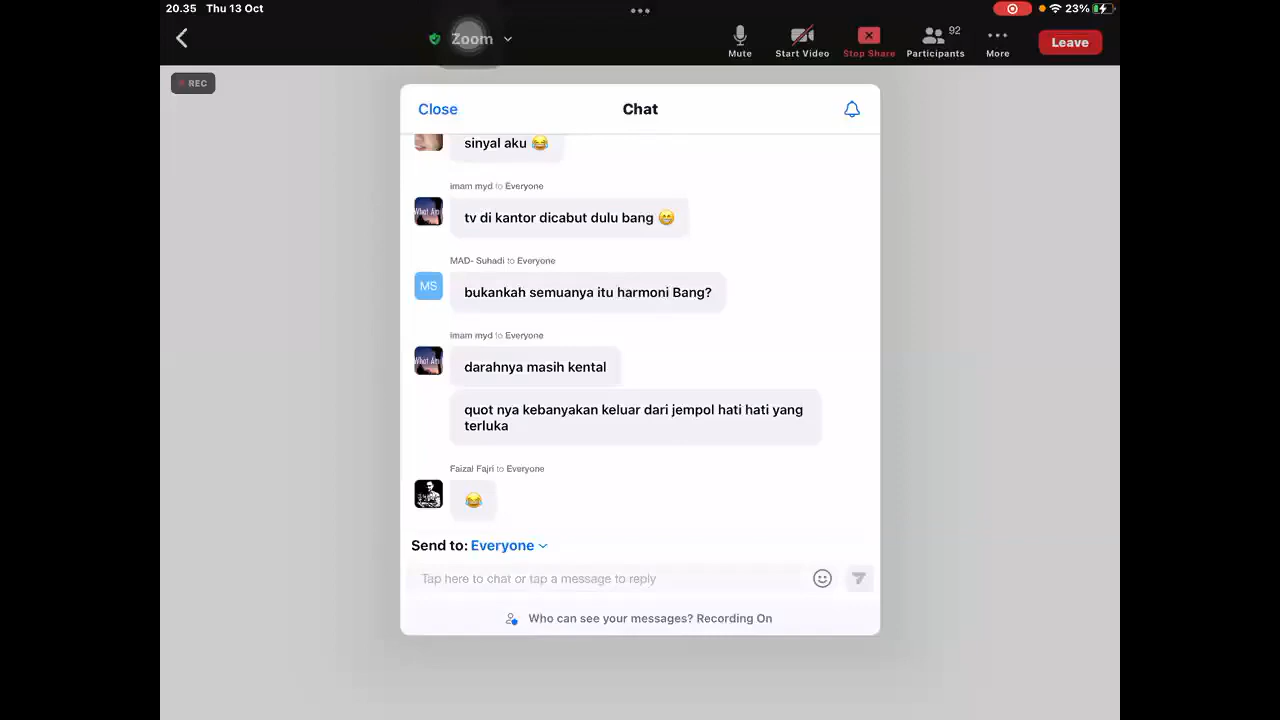 20.35 Thu 13 Oct
23%
Zoom
Mute
Start Video
Stop Share
Participants
92
More
Leave
REC
Close
Chat
sinyal aku 😂
imam myd to Everyone
What Am I
tv di kantor dicabut dulu bang 😁
MAD- Suhadi to Everyone
MS
bukankah semuanya itu harmoni Bang?
imam myd to Everyone
What Am I
darahnya masih kental
quot nya kebanyakan keluar dari jempol hati hati yang
terluka
Faizal Fajri to Everyone
😂
Send to: Everyone
Tap here to chat or tap a message to reply
Who can see your messages? Recording On